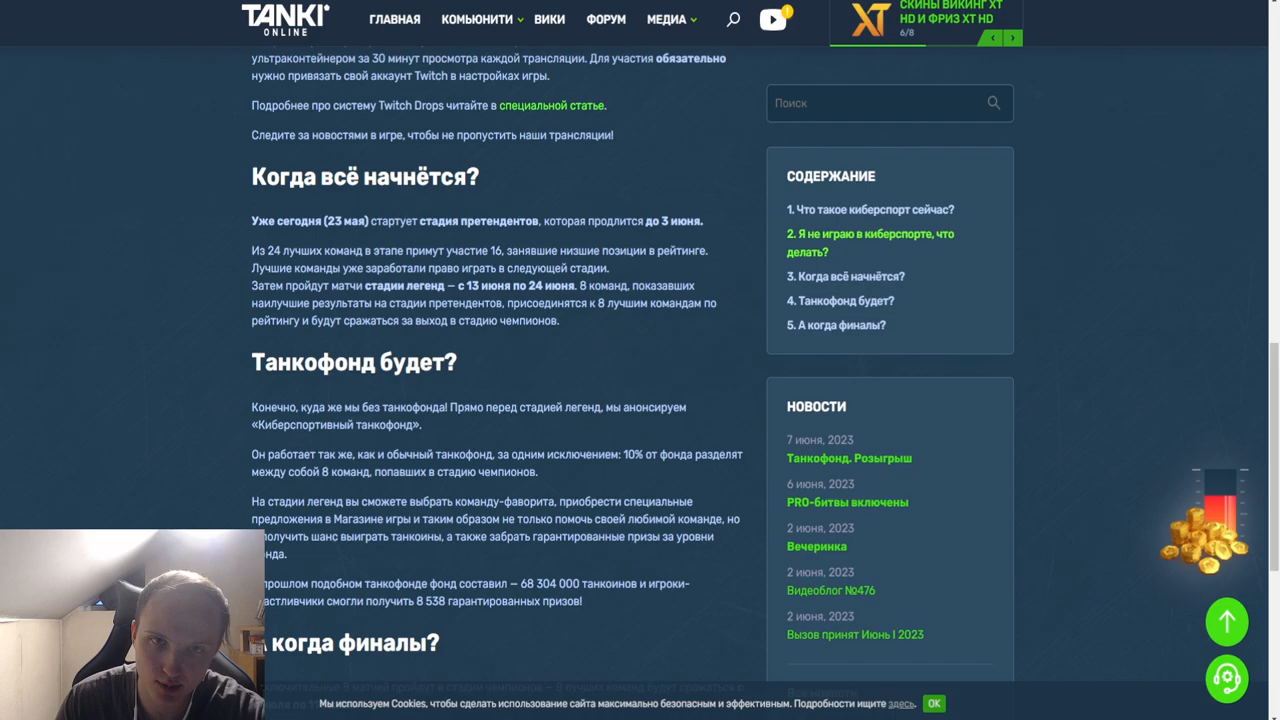 TANKI
ONLINE
ГЛАВНАЯ
КОМЬЮНИТИ
ВИКИ
ФОРУМ
МЕДИА
СКИНЫ ВИКИНГ XT
HD И ФРИЗ XT HD
6/8
XT
ультраконтейнером за 30 минут просмотра каждой трансляции. Для участия обязательно
нужно привязать свой аккаунт Twitch в настройках игры.
Подробнее про систему Twitch Drops читайте в специальной статье.
Следите за новостями в игре, чтобы не пропустить наши трансляции!
Когда всё начнётся?
Уже сегодня (23 мая) стартует стадия претендентов, которая продлится до 3 июня.
Из 24 лучших команд в этапе примут участие 16, занявшие низшие позиции в рейтинге.
Лучшие команды уже заработали право играть в следующей стадии.
Затем пройдут матчи стадии легенд — с 13 июня по 24 июня. 8 команд, показавших
наилучшие результаты на стадии претендентов, присоединятся к 8 лучшим командам по
рейтингу и будут сражаться за выход в стадию чемпионов.
Танкофонд будет?
Конечно, куда же мы без танкофонда! Прямо перед стадией легенд, мы анонсируем
«Киберспортивный танкофонд».
Он работает так же, как и обычный танкофонд, за одним исключением: 10% от фонда разделят
между собой 8 команд, попавших в стадию чемпионов.
На стадии легенд вы сможете выбрать команду-фаворита, приобрести специальные
предложения в Магазине игры и таким образом не только помочь своей любимой команде, но
получить шанс выиграть танкоины, а также забрать гарантированные призы за уровни
прошлом подобном танкофонде фонд составил — 68 304 000 танкоинов и игроки-
смогли получить 8 538 гарантированных призов!
когда финалы?
Поиск
СОДЕРЖАНИЕ
1. Что такое киберспорт сейчас?
2. Я не играю в киберспорте, что
делать?
3. Когда всё начнётся?
4. Танкофонд будет?
5. А когда финалы?
НОВОСТИ
7 июня, 2023
Танкофонд. Розыгрыш
6 июня, 2023
PRO-битвы включены
2 июня, 2023
Вечеринка
2 июня, 2023
Видеоблог №476
2 июня, 2023
Вызов принят Июнь I 2023
Мы используем Cookies, чтобы сделать использование сайта максимально безопасным и эффективным. Подробности ищите здесь.
OK